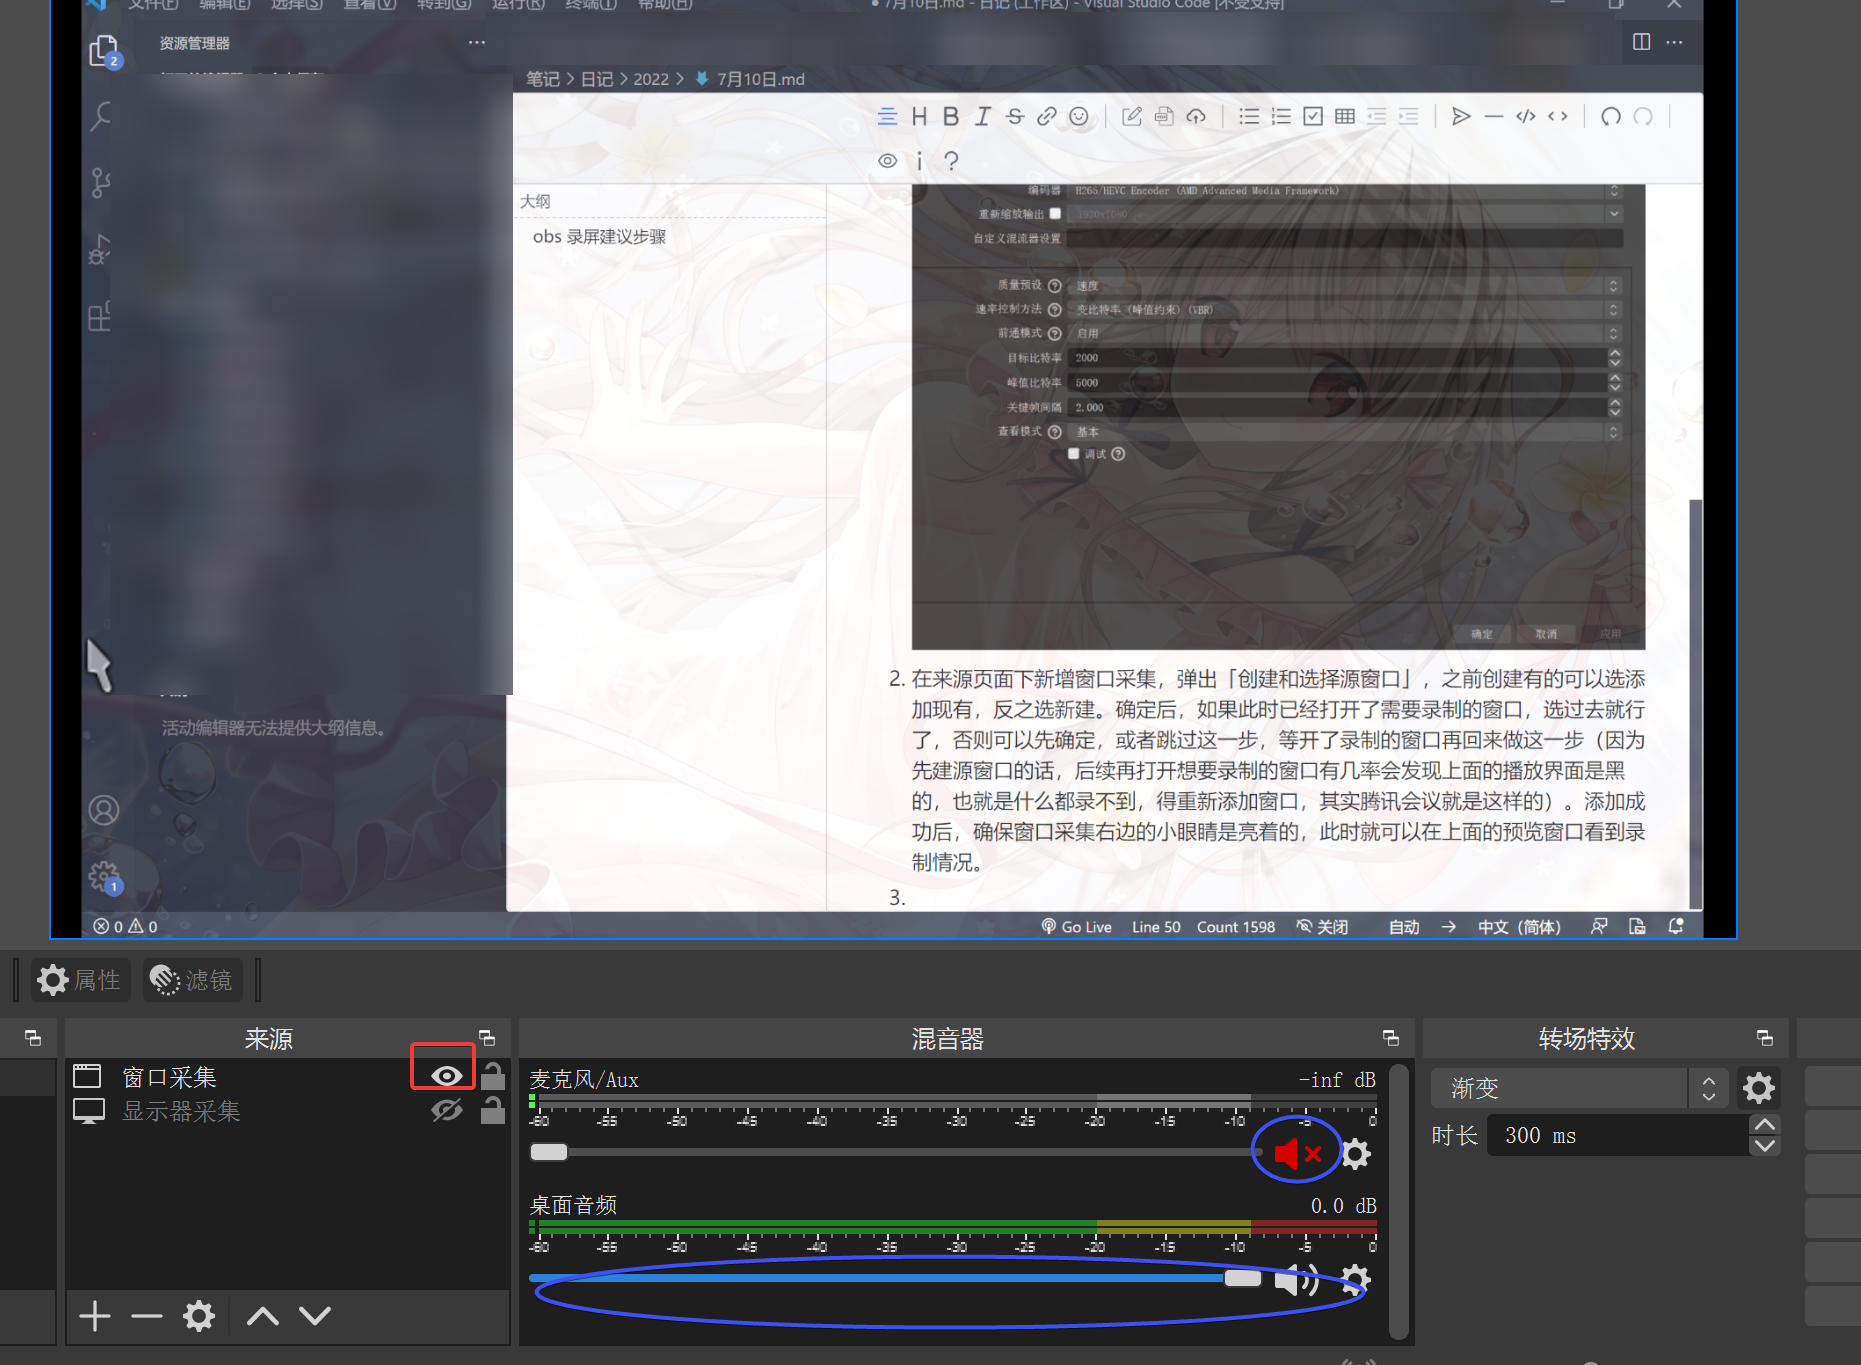 文件(F) 编辑(E) 选择(S) 查看(V) 转到(G) 运行(R) 终端(T) 帮助(H) ● 7月10日.md - 日记 (工作区) - Visual Studio Code [不受支持]
资源管理器
2
笔记 > 日记 > 2022 > 7月10日.md
大纲
obs 录屏建议步骤
编码器 H265/HEVC Encoder (AMD Advanced Media Framework)
重新缩放输出 1920x1080
自定义混流器设置
质量预设 速度
速率控制方法 变比特率 (峰值约束) (VBR)
前通模式 启用
目标比特率 2000
峰值比特率 5000
关键帧间隔 2.000
查看模式 基本
调试
确定 取消 应用
2. 在来源页面下新增窗口采集，弹出「创建和选择源窗口」，之前创建有的可以选添
加现有，反之选新建。确定后，如果此时已经打开了需要录制的窗口，选过去就行
了，否则可以先确定，或者跳过这一步，等开了录制的窗口再回来做这一步（因为
先建源窗口的话，后续再打开想要录制的窗口有几率会发现上面的播放界面是黑
的，也就是什么都录不到，得重新添加窗口，其实腾讯会议就是这样的）。添加成
功后，确保窗口采集右边的小眼睛是亮着的，此时就可以在上面的预览窗口看到录
制情况。
3.
活动编辑器无法提供大纲信息。
1
0 0 Go Live Line 50 Count 1598 关闭 自动 → 中文（简体）
属性 滤镜
来源
窗口采集
显示器采集
混音器
麦克风/Aux -inf dB
-60 -55 -50 -45 -40 -35 -30 -25 -20 -15 -10 -5 0
桌面音频 0.0 dB
-60 -55 -50 -45 -40 -35 -30 -25 -20 -15 -10 -5 0
转场特效
渐变
时长 300 ms